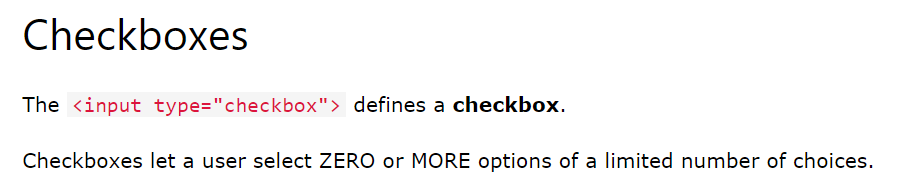 Checkboxes
The <input type="checkbox"> defines a checkbox.
Checkboxes let a user select ZERO or MORE options of a limited number of choices.